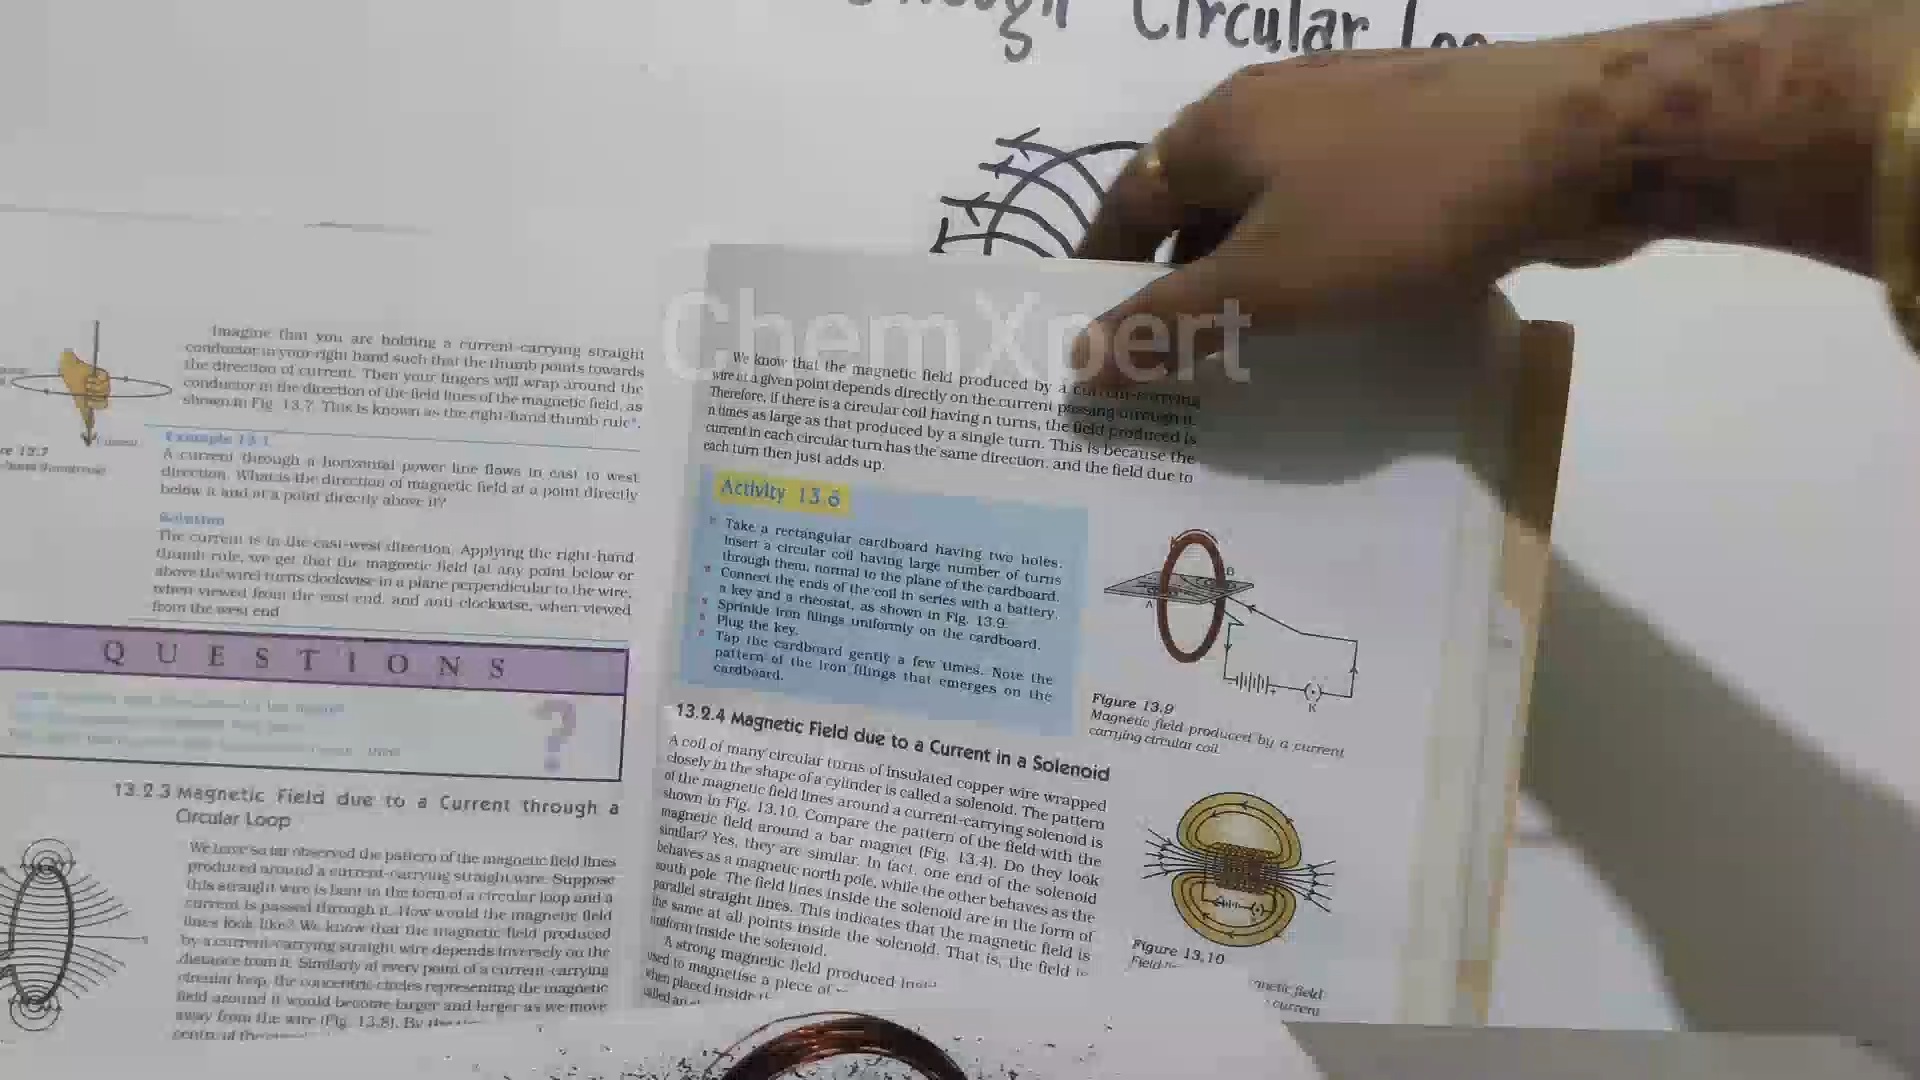 Through Circular Loop
ChemXpert
Imagine that you are holding a current-carrying straight
conductor in your right hand such that the thumb points towards
the direction of current. Then your fingers will wrap around the
conductor in the direction of the field lines of the magnetic field, as
shown in Fig. 13.7. This is known as the right-hand thumb rule*.
Current
Example 13.1
A current through a horizontal power line flows in east to west
direction. What is the direction of magnetic field at a point directly
below it and at a point directly above it?
Solution
The current is in the east-west direction. Applying the right-hand
thumb rule, we get that the magnetic field (at any point below or
above the wire) turns clockwise in a plane perpendicular to the wire,
when viewed from the east end, and anti-clockwise, when viewed
from the west end
QUESTIONS
?
13.2.3 Magnetic Field due to a Current through a
Circular Loop
We have so far observed the pattern of the magnetic field lines
produced around a current-carrying straight wire. Suppose
this straight wire is bent in the form of a circular loop and a
current is passed through it. How would the magnetic field
lines look like? We know that the magnetic field produced
by a current-carrying straight wire depends inversely on the
distance from it. Similarly at every point of a current-carrying
circular loop, the concentric circles representing the magnetic
field around it would become larger and larger as we move
away from the wire (Fig. 13.8). By the
centre of the
We know that the magnetic field produced by a current-carrying
wire at a given point depends directly on the current passing through it.
Therefore, if there is a circular coil having n turns, the field produced is
n times as large as that produced by a single turn. This is because the
current in each circular turn has the same direction, and the field due to
each turn then just adds up.
Activity 13.6
Take a rectangular cardboard having two holes.
Insert a circular coil having large number of turns
through them, normal to the plane of the cardboard.
Connect the ends of the coil in series with a battery,
a key and a rheostat, as shown in Fig. 13.9.
Sprinkle iron filings uniformly on the cardboard.
Plug the key.
Tap the cardboard gently a few times. Note the
pattern of the iron filings that emerges on the
cardboard.
A
B
K
Figure 13.9
Magnetic field produced by a current
carrying circular coil.
13.2.4 Magnetic Field due to a Current in a Solenoid
A coil of many circular turns of insulated copper wire wrapped
closely in the shape of a cylinder is called a solenoid. The pattern
of the magnetic field lines around a current-carrying solenoid is
shown in Fig. 13.10. Compare the pattern of the field with the
magnetic field around a bar magnet (Fig. 13.4). Do they look
similar? Yes, they are similar. In fact, one end of the solenoid
behaves as a magnetic north pole, while the other behaves as the
south pole. The field lines inside the solenoid are in the form of
parallel straight lines. This indicates that the magnetic field is
the same at all points inside the solenoid. That is, the field is
uniform inside the solenoid.
A strong magnetic field produced
used to magnetise a piece of
when placed inside
called an
Figure 13.10
Field
magnetic field
current